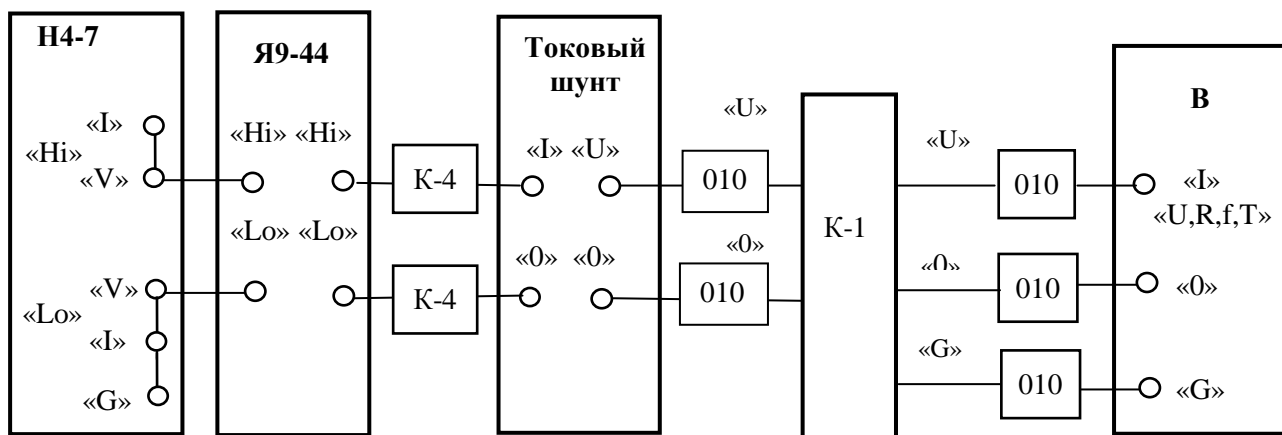 Н4-7
«I»
«Hi»
«V»
«V»
«Lo»
«I»
«G»
Я9-44
«Hi» «Hi»
«Lo» «Lo»
К-4
К-4
Токовый
шунт
«I» «U»
«0» «0»
«U»
010
«0»
010
К-1
«U»
010
«0»
010
«G»
010
В
«I»
«U,R,f,T»
«0»
«G»